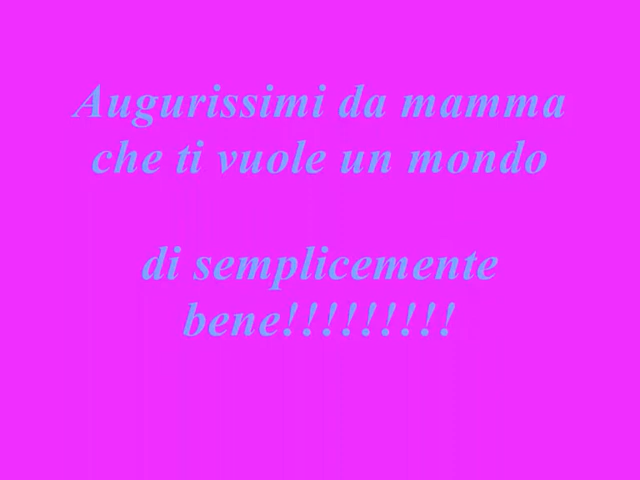 Augurissimi da mamma
che ti vuole un mondo
di semplicemente
bene!!!!!!!!!